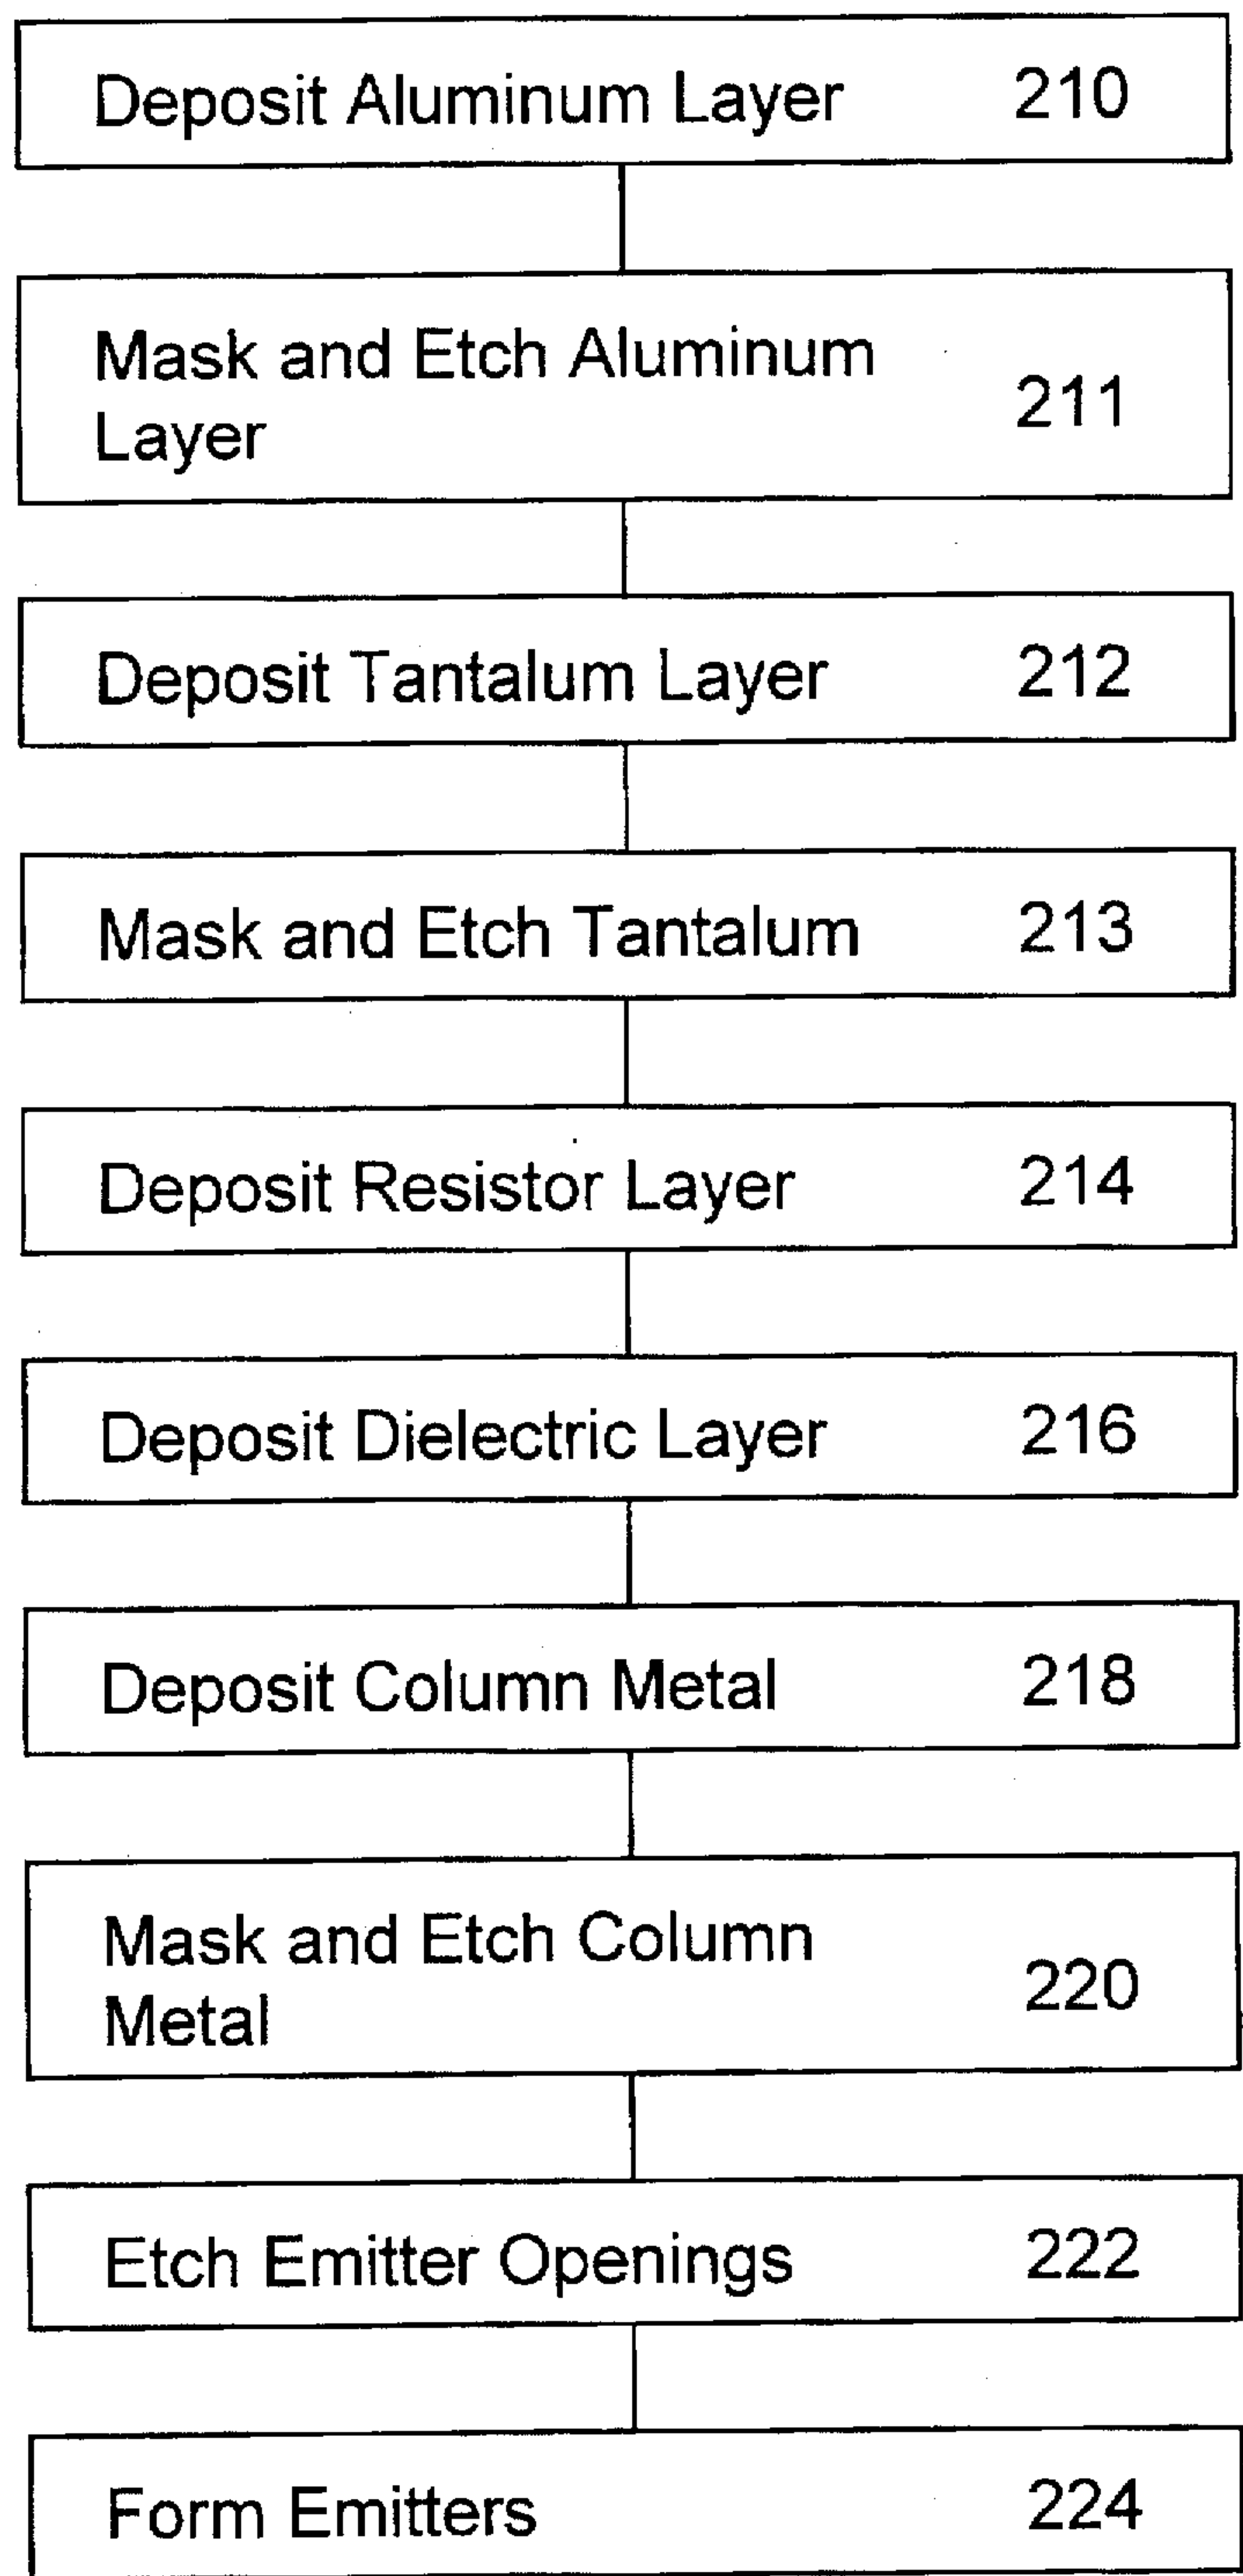 Deposit Aluminum Layer 210
Mask and Etch Aluminum
Layer 211
Deposit Tantalum Layer 212
Mask and Etch Tantalum 213
Deposit Resistor Layer 214
Deposit Dielectric Layer 216
Deposit Column Metal 218
Mask and Etch Column
Metal 220
Etch Emitter Openings 222
Form Emitters 224